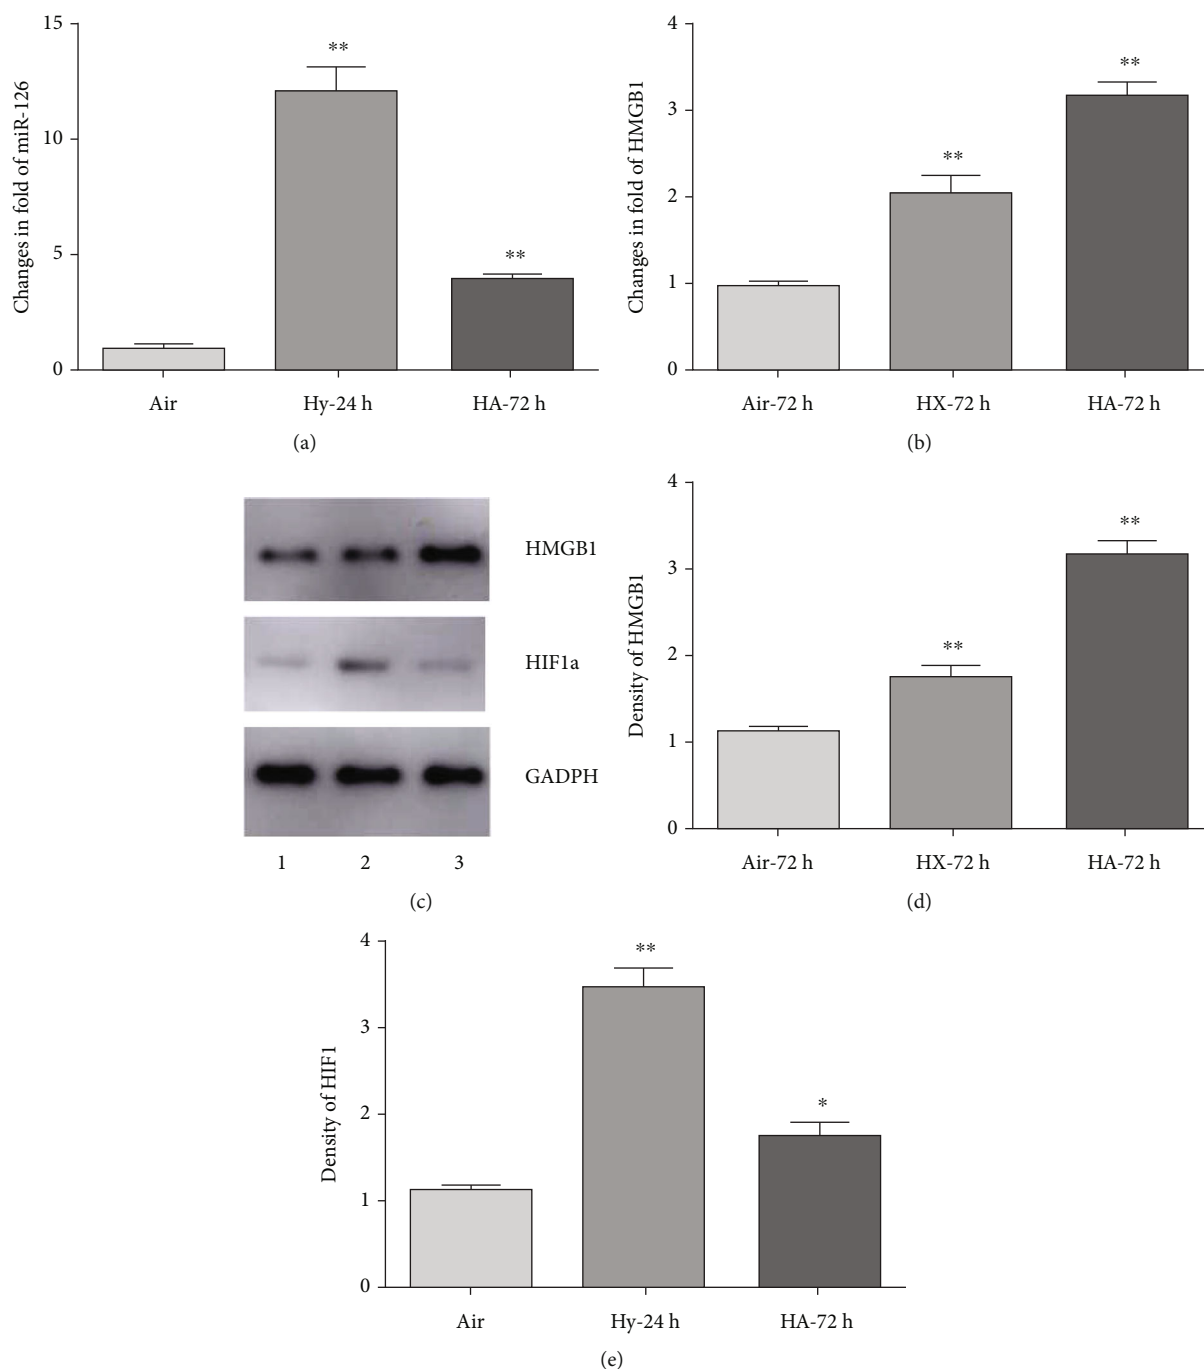 Changes in fold of miR-126
15
10
5
0
**
**
Air Hy-24 h HA-72 h
(a)
Changes in fold of HMGB1
4
3
2
1
0
**
**
Air-72 h HX-72 h HA-72 h
(b)
HMGB1
HIF1a
GADPH
1 2 3
(c)
Density of HMGB1
4
3
2
1
0
**
**
Air-72 h HX-72 h HA-72 h
(d)
Density of HIF1
4
3
2
1
0
**
*
Air Hy-24 h HA-72 h
(e)